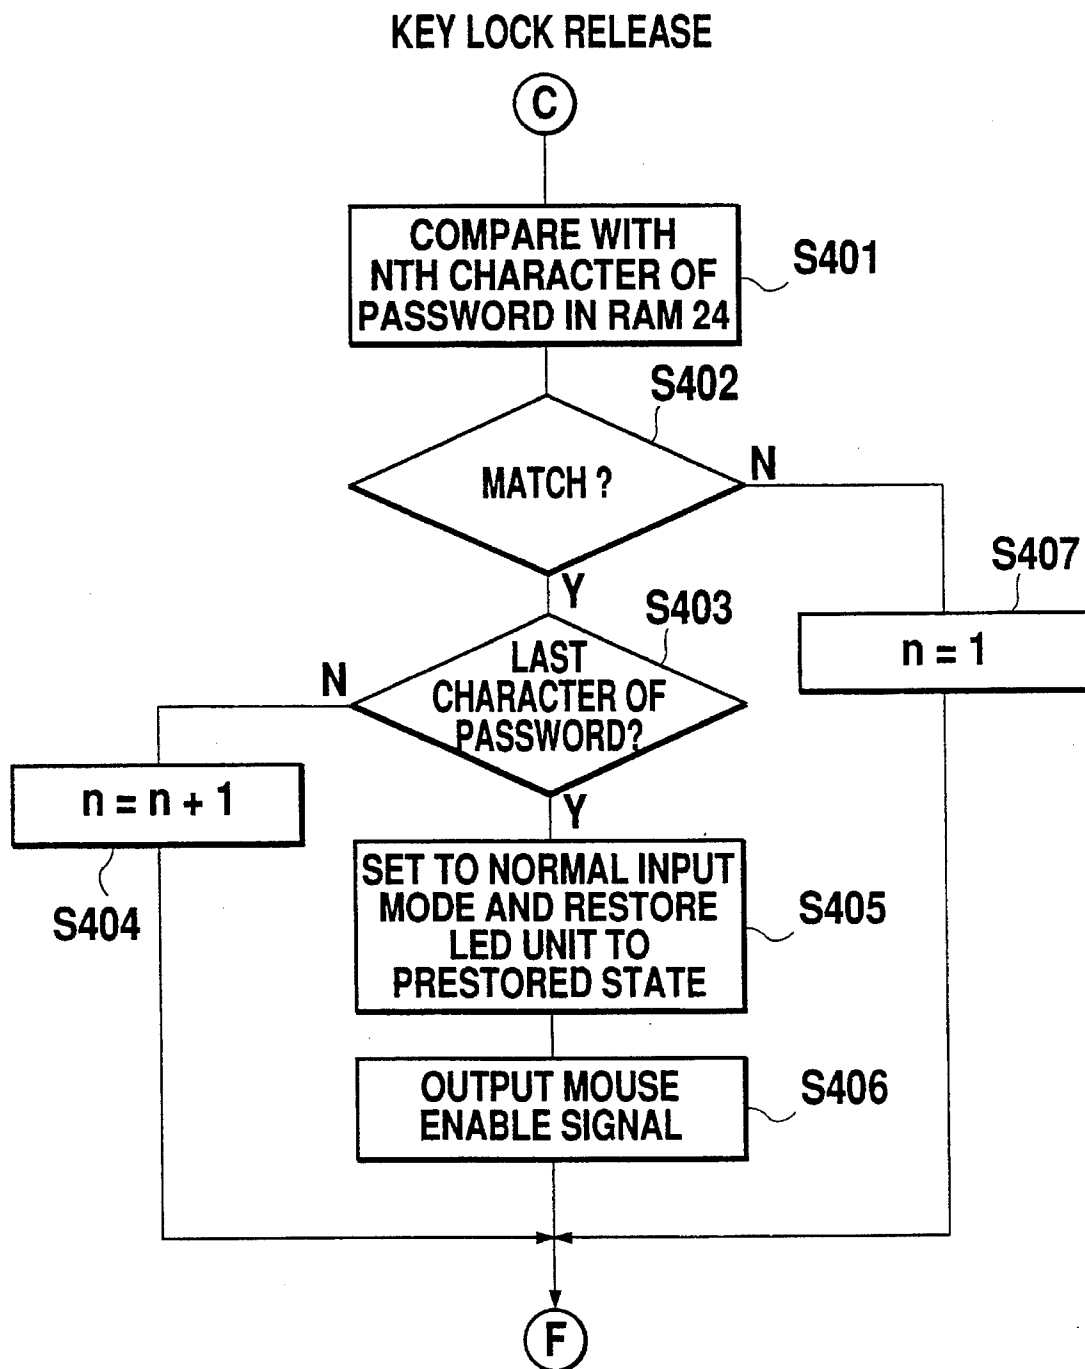 KEY LOCK RELEASE
C
COMPARE WITH
NTH CHARACTER OF
PASSWORD IN RAM 24
S401
S402
MATCH ?
N
Y
S407
n = 1
S403
LAST
CHARACTER OF
PASSWORD?
N
Y
n = n + 1
S404
SET TO NORMAL INPUT
MODE AND RESTORE
LED UNIT TO
PRESTORED STATE
S405
OUTPUT MOUSE
ENABLE SIGNAL
S406
F